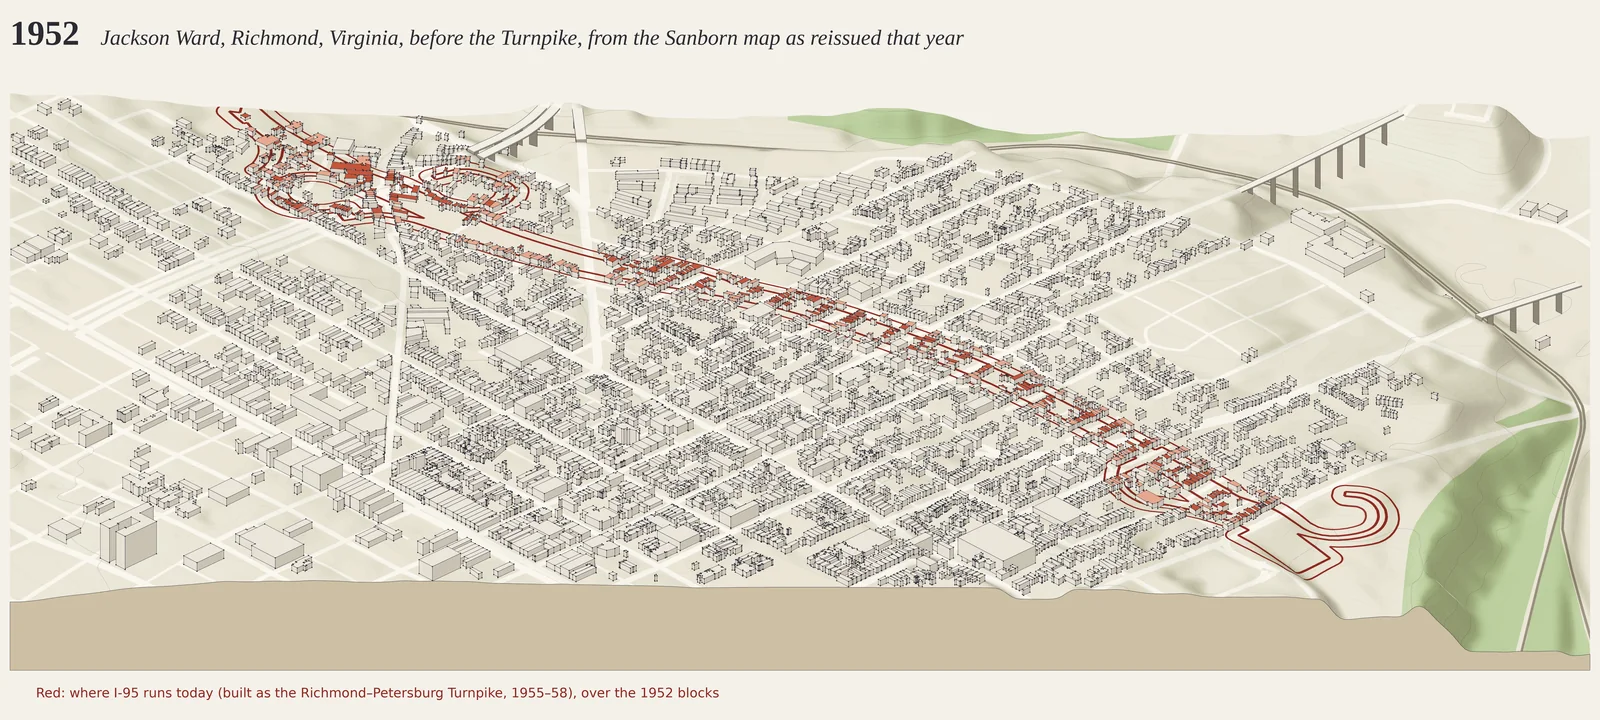 1952 Jackson Ward, Richmond, Virginia, before the Turnpike, from the Sanborn map as reissued that year
Red: where I-95 runs today (built as the Richmond–Petersburg Turnpike, 1955–58), over the 1952 blocks